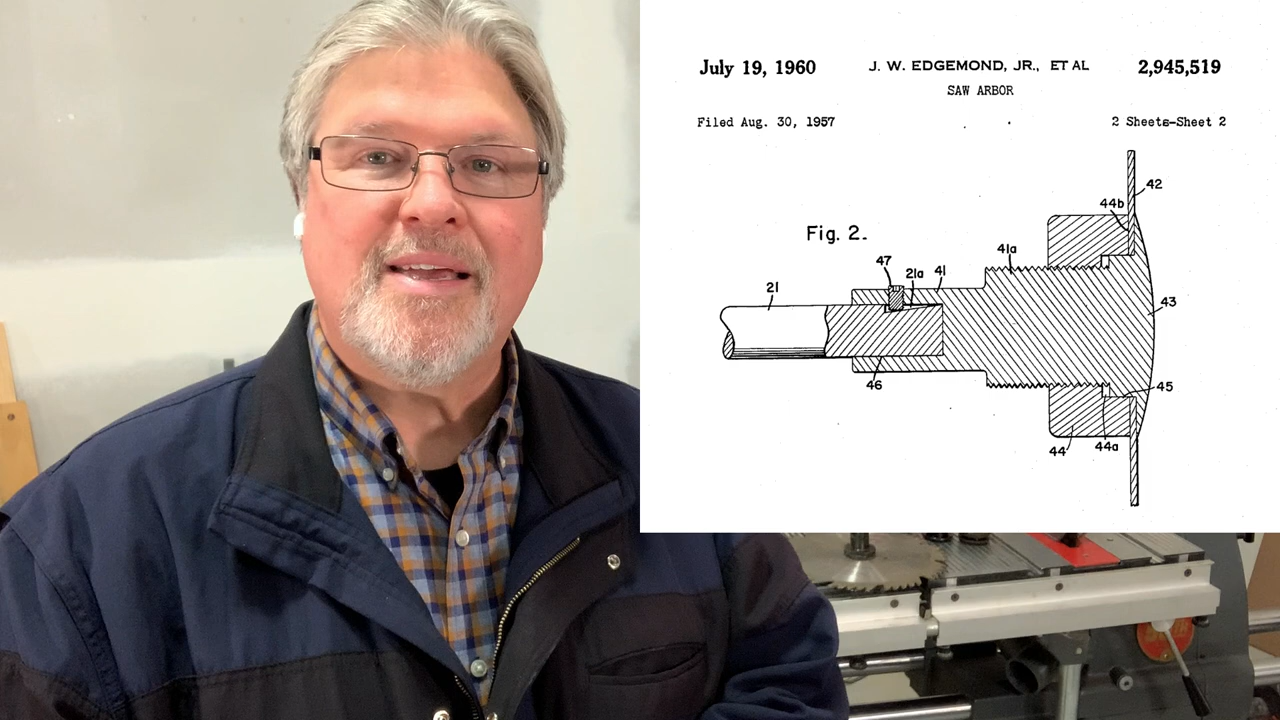 July 19, 1960 J. W. EDGEMOND, JR., ET AL 2,945,519
SAW ARBOR
Filed Aug. 30, 1957 2 Sheets-Sheet 2
42
44b
Fig. 2.
47 21a 41 41a
21
43
46
45
44 44a